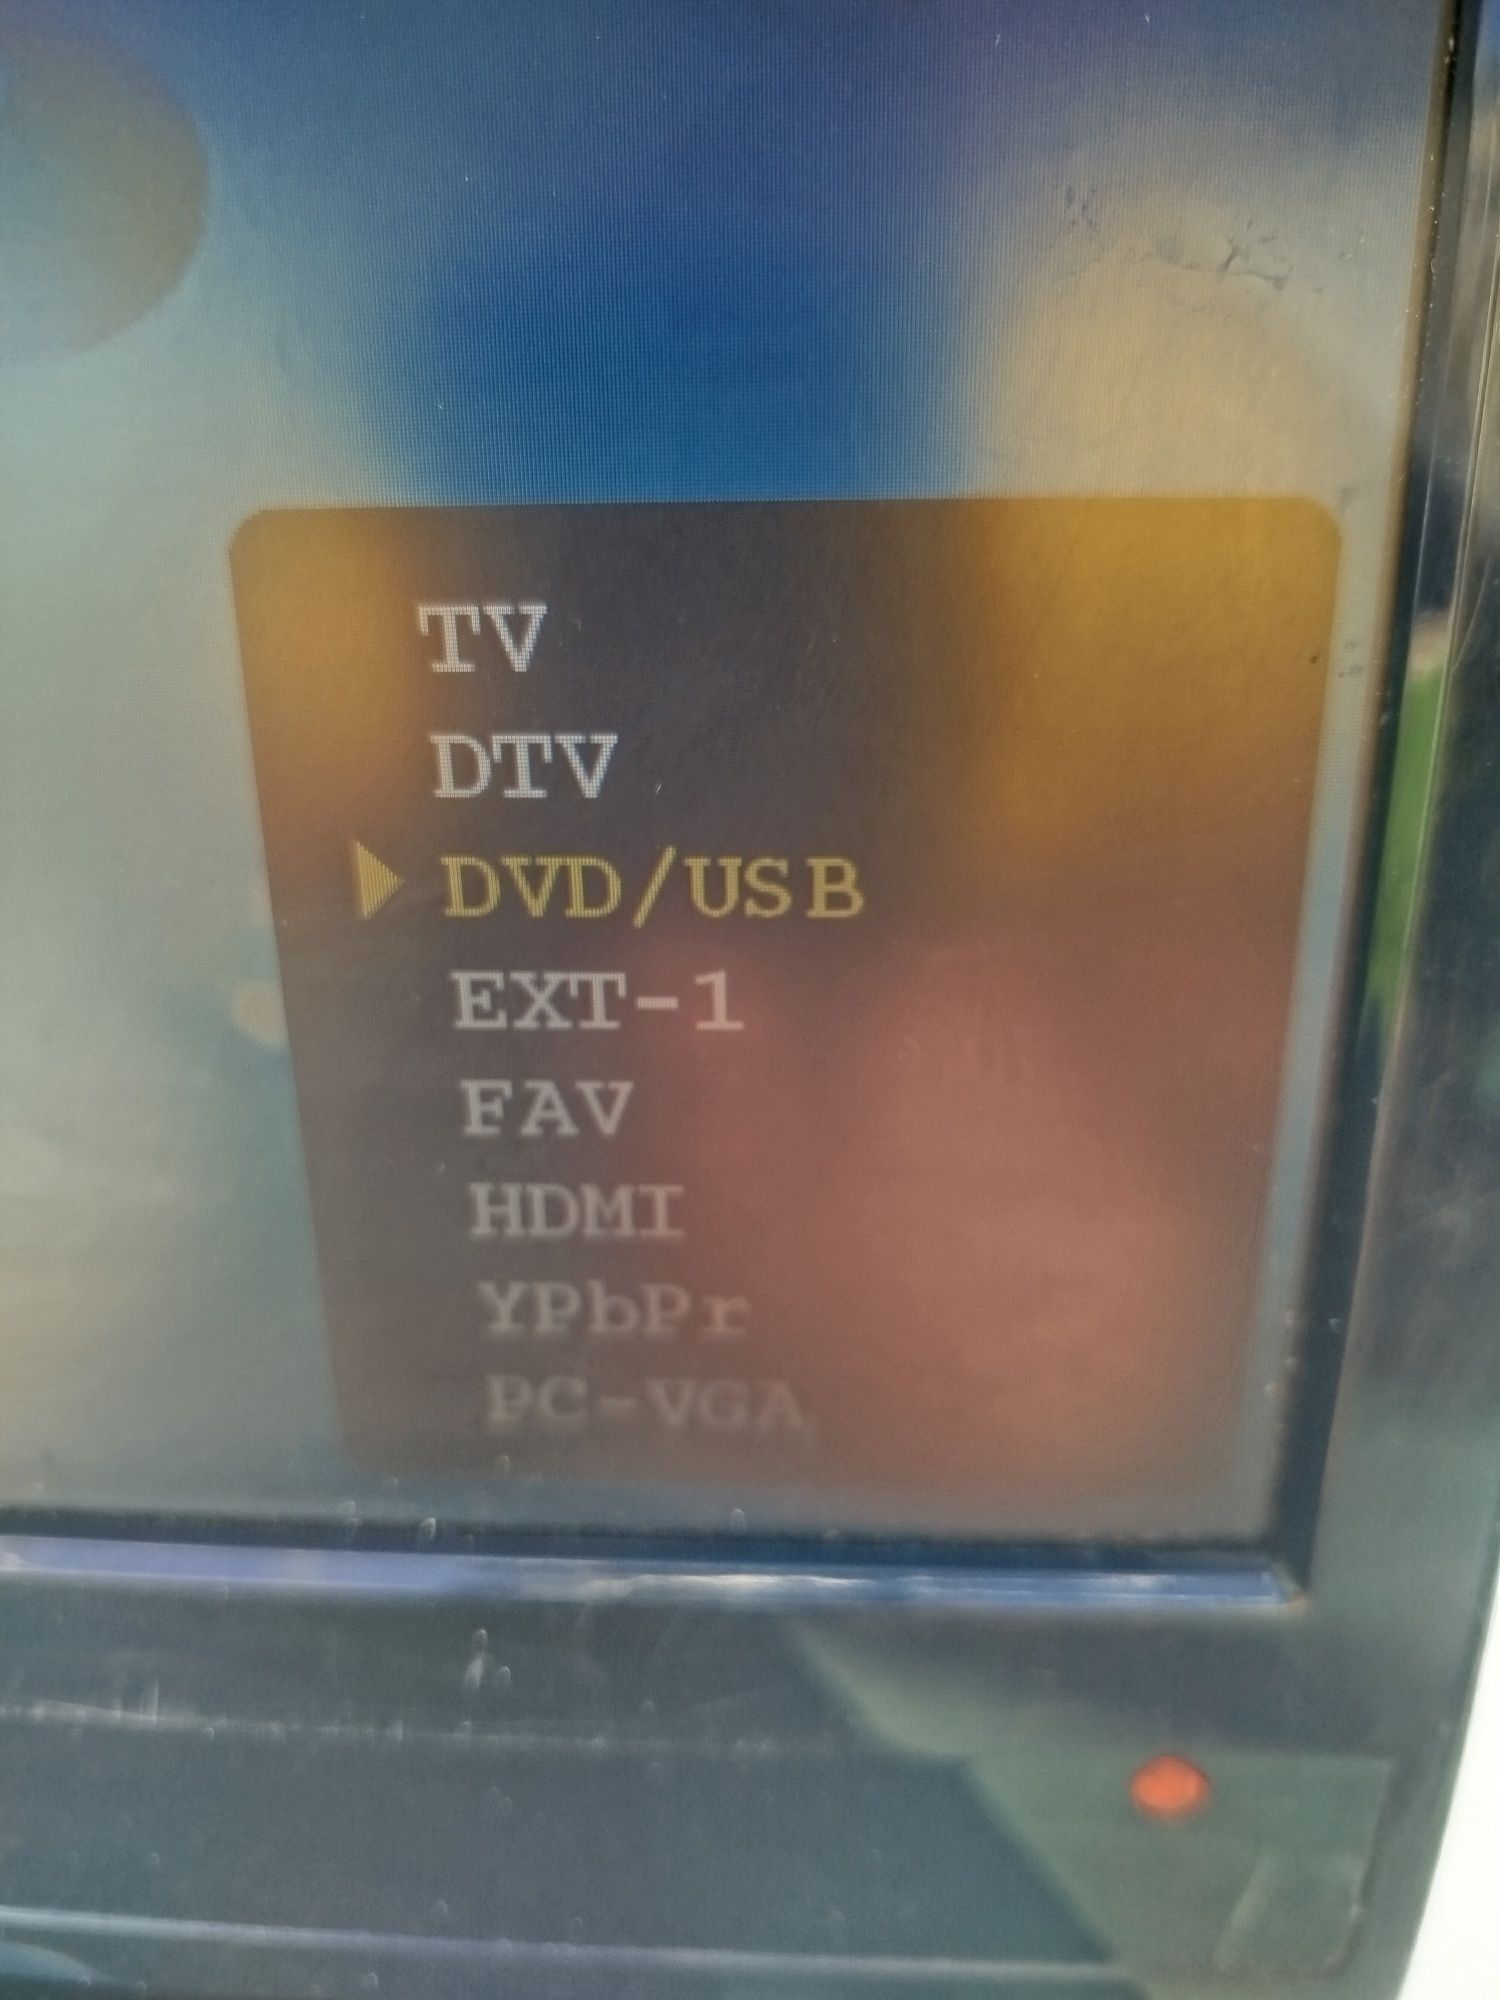 TV
DTV
DVD/USB
EXT-1
FAV
HDMI
YPbPr
PC-VGA